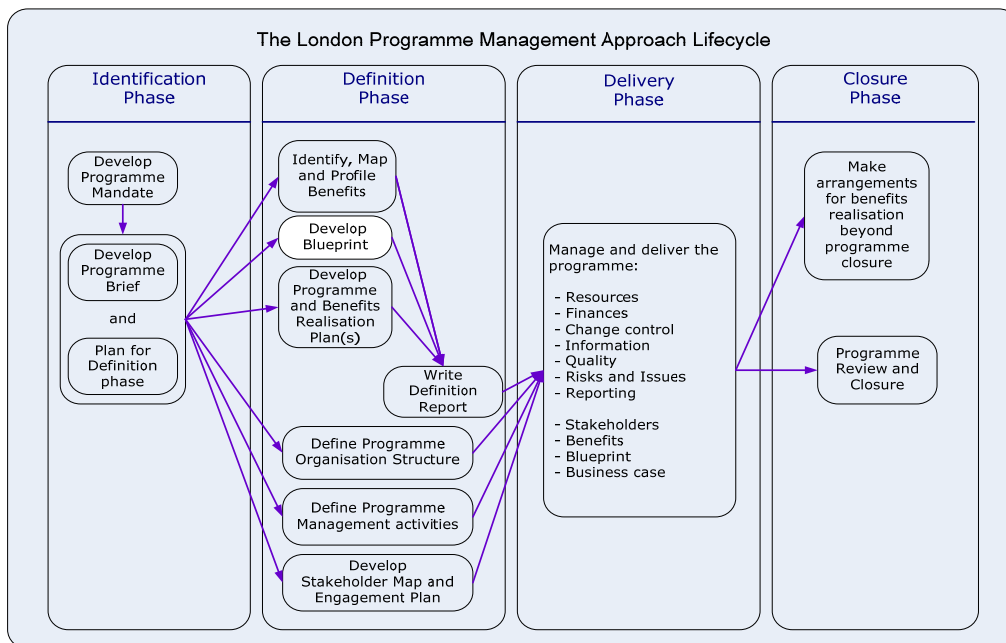 The London Programme Management Approach Lifecycle
Identification
Phase
Develop
Programme
Mandate
Develop
Programme
Brief
and
Plan for
Definition
phase
Definition
Phase
Identify, Map
and Profile
Benefits
Develop
Blueprint
Develop
Programme
and Benefits
Realisation
Plan(s)
Write
Definition
Report
Define Programme
Organisation Structure
Define Programme
Management activities
Develop
Stakeholder Map and
Engagement Plan
Delivery
Phase
Manage and deliver the
programme:
- Resources
- Finances
- Change control
- Information
- Quality
- Risks and Issues
- Reporting
- Stakeholders
- Benefits
- Blueprint
- Business case
Closure
Phase
Make
arrangements
for benefits
realisation
beyond
programme
closure
Programme
Review and
Closure